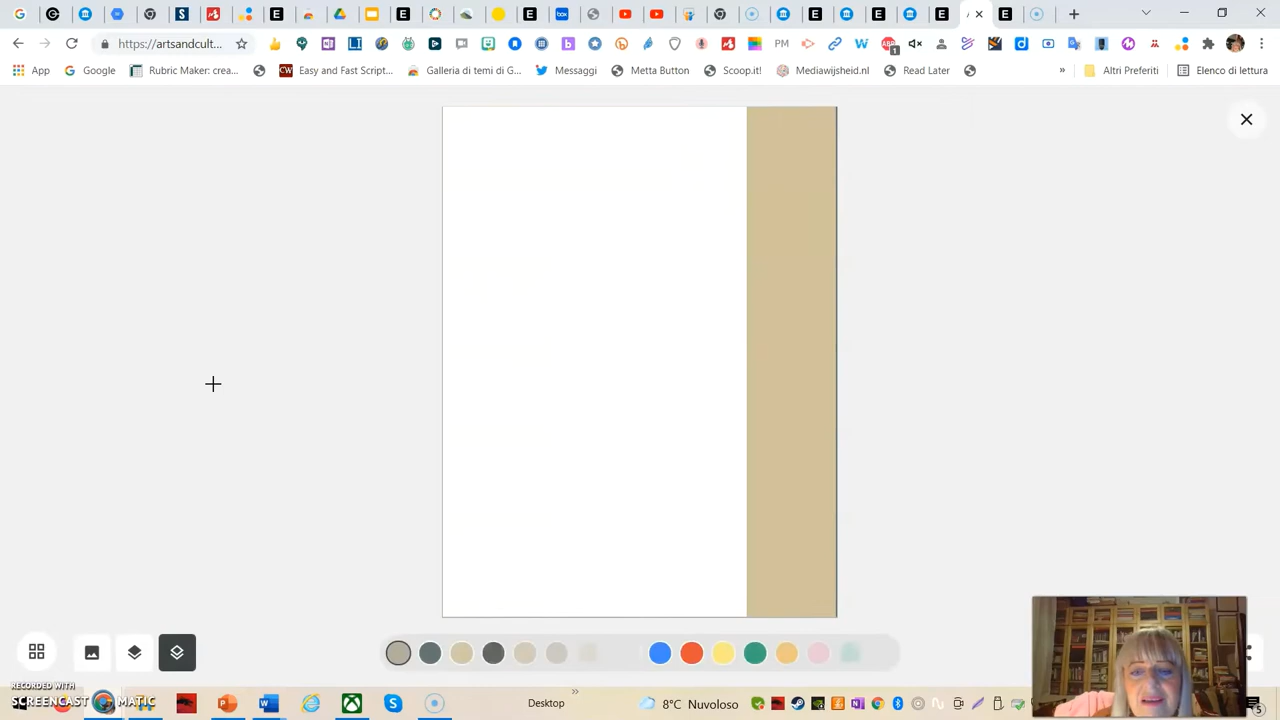 https://artsandcult...
App
Google
Rubric Maker: crea...
Easy and Fast Script...
Galleria di temi di G...
Messaggi
Metta Button
Scoop.it!
Mediawijsheid.nl
Read Later
»
Altri Preferiti
Elenco di lettura
PM
RECORDED WITH
SCREENCAST MATIC
Desktop
8°C Nuvoloso